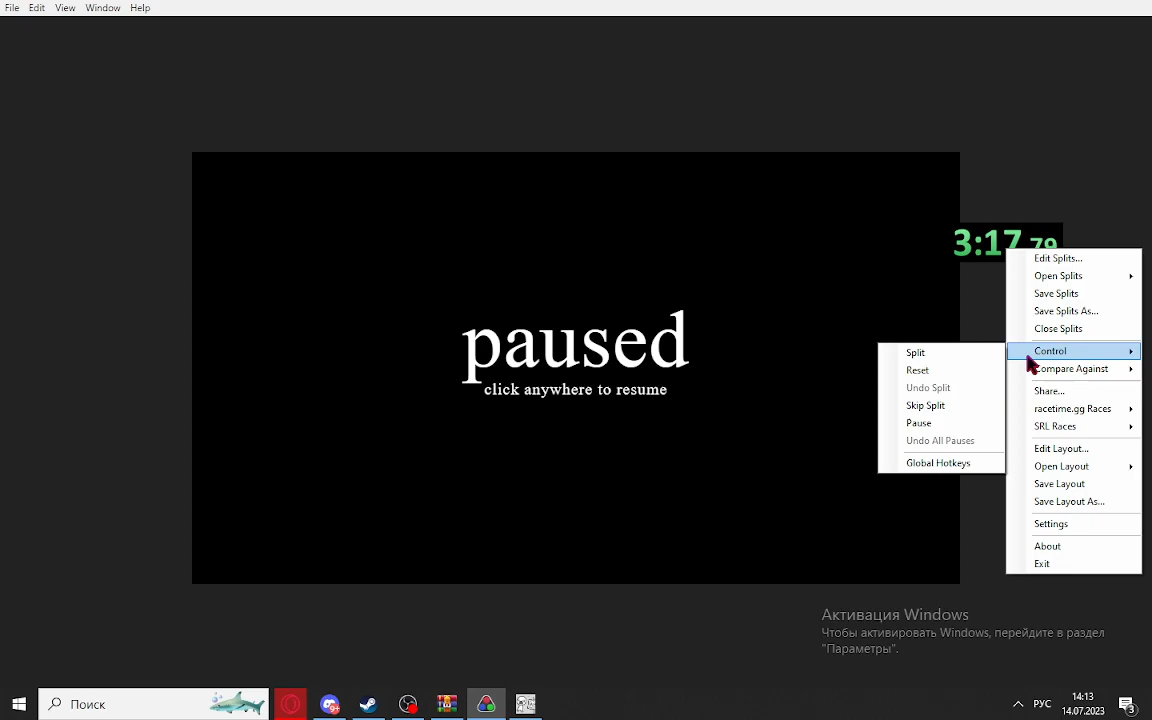 File Edit View Window Help
paused
click anywhere to resume
3:17.79
Edit Splits...
Open Splits
Save Splits
Save Splits As...
Close Splits
Control
Compare Against
Share...
racetime.gg Races
SRL Races
Edit Layout...
Open Layout
Save Layout
Save Layout As...
Settings
About
Exit
Split
Reset
Undo Split
Skip Split
Pause
Undo All Pauses
Global Hotkeys
Активация Windows
Чтобы активировать Windows, перейдите в раздел
"Параметры".
Поиск
9+
РУС
14:13
14.07.2023
3